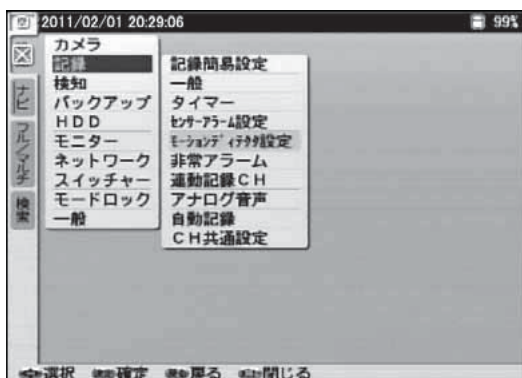 2011/02/01 20:29:06 99%
カメラ
記録
検知
バックアップ
HDD
モニター
ネットワーク
スイッチャー
モードロック
一般
記録簡易設定
一般
タイマー
ｾﾝｻｰｱﾗｰﾑ設定
ﾓｰｼｮﾝﾃﾞｨﾃｸﾀ設定
非常アラーム
連動記録CH
アナログ音声
自動記録
CH共通設定
ナビ
フル/マルチ
検索
選択 確定 戻る 閉じる